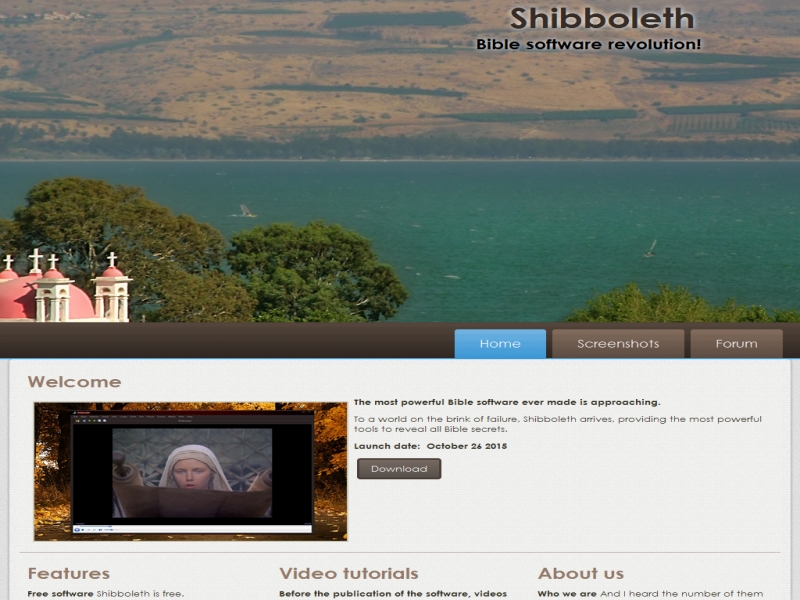 Shibboleth
Bible software revolution!
Home
Screenshots
Forum
Welcome
The most powerful Bible software ever made is approaching.
To a world on the brink of failure, Shibboleth arrives, providing the most powerful
tools to reveal all Bible secrets.
Launch date: October 26 2015
Download
Features
Free software Shibboleth is free.
Video tutorials
Before the publication of the software, videos
About us
Who we are And I heard the number of them